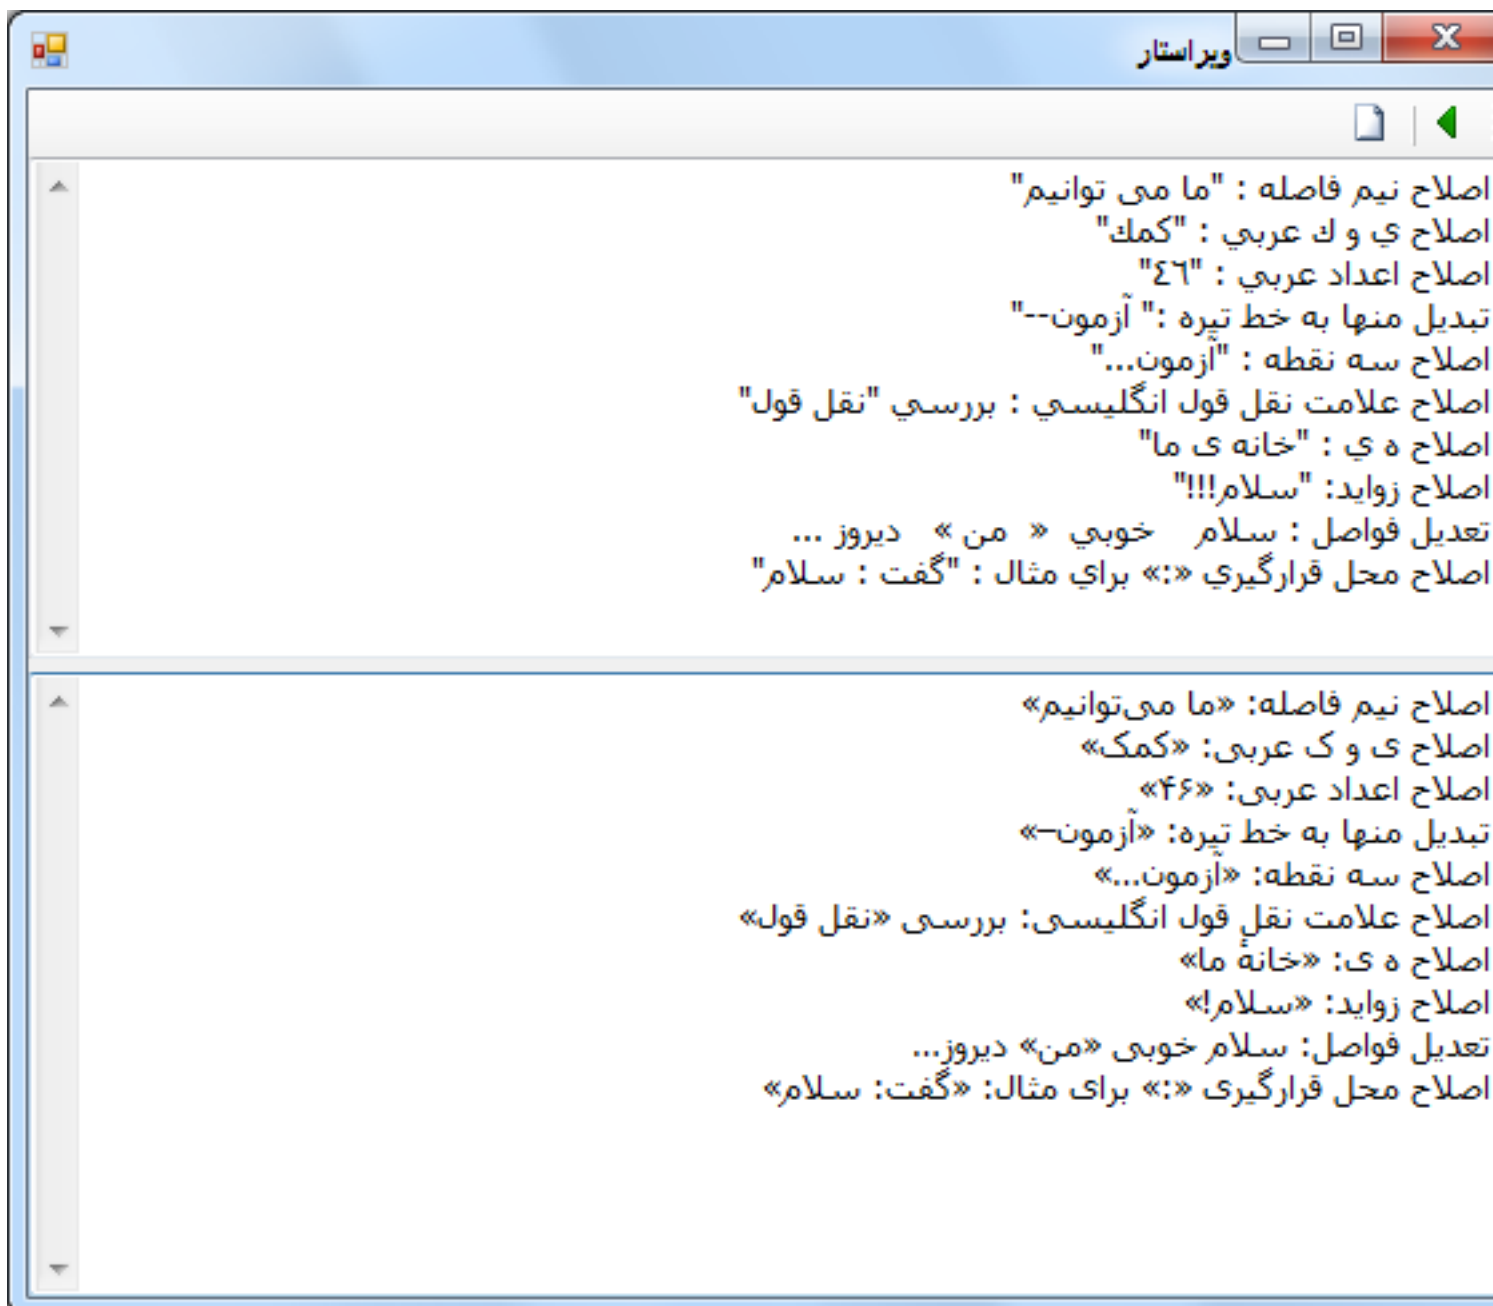 ویراستار
اصلاح نیم فاصله : "ما می توانیم"
اصلاح ي و ك عربي : "كمك"
اصلاح اعداد عربي : "٤٦"
تبدیل منها به خط تیره :" آزمون--"
اصلاح سه نقطه : "آزمون..."
اصلاح علامت نقل قول انگلیسي : بررسي "نقل قول"
اصلاح ه ي : "خانه ی ما"
اصلاح زواید: "سلام!!!"
تعدیل فواصل : سلام    خوبي  « من »   دیروز ...
اصلاح محل قرارگیري «:» براي مثال : "گفت : سلام"
اصلاح نیم فاصله: «ما می‌توانیم»
اصلاح ی و ک عربی: «کمک»
اصلاح اعداد عربی: «۴۶»
تبدیل منها به خط تیره: «آزمون–»
اصلاح سه نقطه: «آزمون...»
اصلاح علامت نقل قول انگلیسی: بررسی «نقل قول»
اصلاح ه ی: «خانهٔ ما»
اصلاح زواید: «سلام!»
تعدیل فواصل: سلام خوبی «من» دیروز...
اصلاح محل قرارگیری «:» برای مثال: «گفت: سلام»